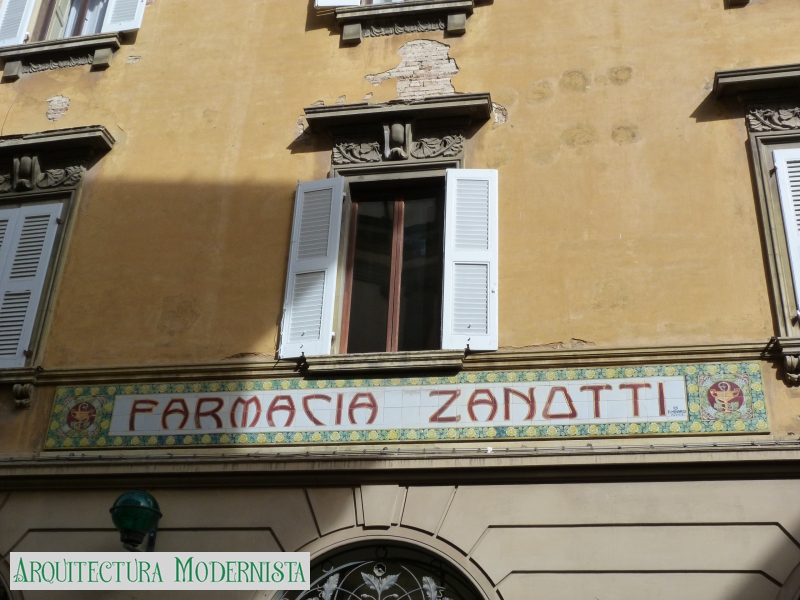 FARMACIA ZANOTTI
ARQUITECTURA MODERNISTA